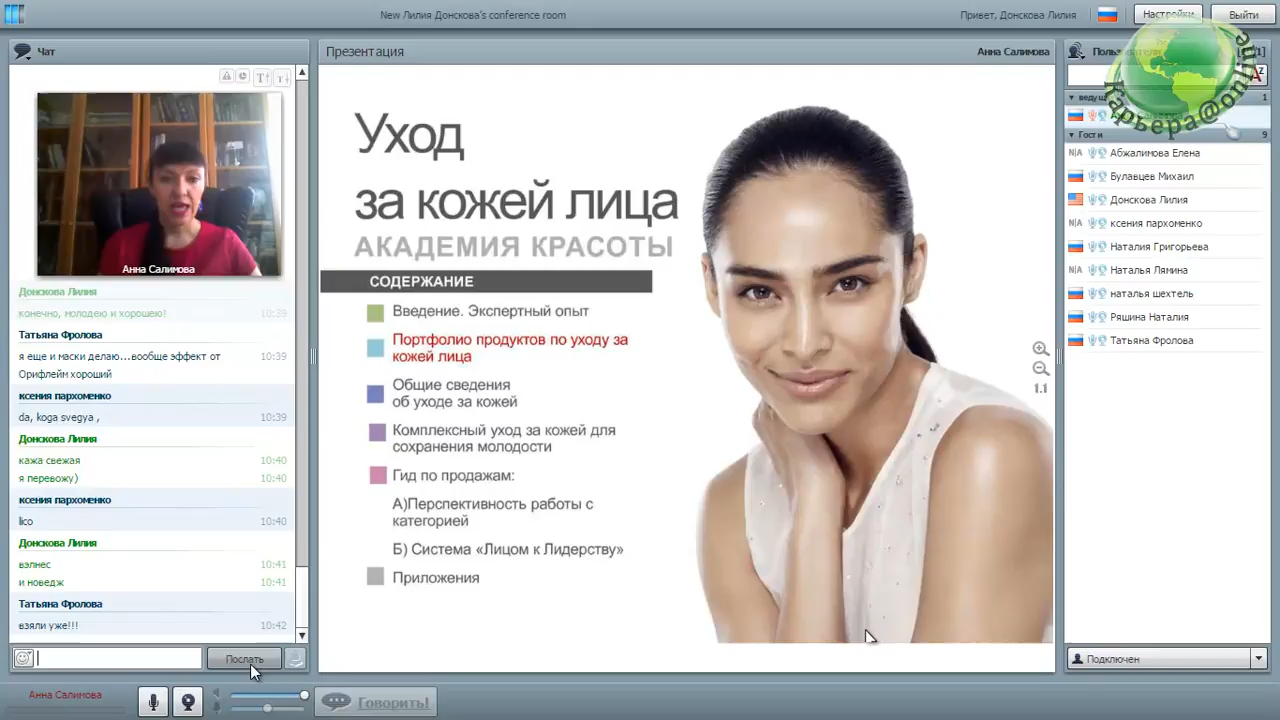 New Лилия Донскова's conference room
Привет, Донскова Лилия
Настройки
Выйти
Чат
Анна Салимова
Донскова Лилия
конечно, молодею и хорошею!
10:39
Татьяна Фролова
я еще и маски делаю...вообще эффект от
10:39
Орифлейм хороший
ксения пархоменко
da, koga svegya ,
10:39
Донскова Лилия
кажа свежая
10:40
я перевожу)
10:40
ксения пархоменко
lico
10:40
Донскова Лилия
вэлнес
10:41
и новедж
10:41
Татьяна Фролова
взяли уже!!!
10:42
Послать
Анна Салимова
Говорить!
Презентация
Анна Салимова
Уход
за кожей лица
АКАДЕМИЯ КРАСОТЫ
СОДЕРЖАНИЕ
Введение. Экспертный опыт
Портфолио продуктов по уходу за
кожей лица
Общие сведения
об уходе за кожей
Комплексный уход за кожей для
сохранения молодости
Гид по продажам:
А)Перспективность работы с
категорией
Б) Система «Лицом к Лидерству»
Приложения
1:1
Карьера@online
1
Гости
9
N/A Абжалимова Елена
Булавцев Михаил
Донскова Лилия
N/A ксения пархоменко
Наталия Григорьева
N/A Наталья Лямина
наталья шехтель
Ряшина Наталия
Татьяна Фролова
Подключен